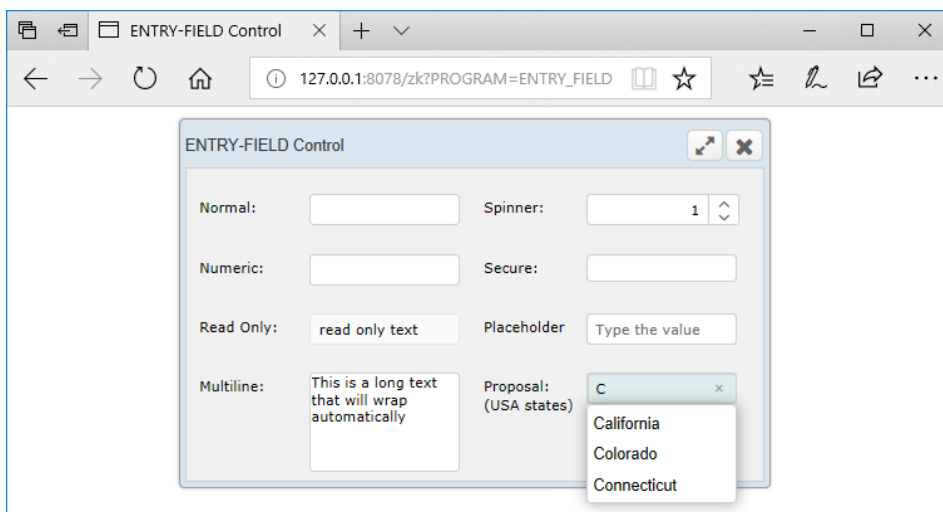 ENTRY-FIELD Control
127.0.0.1:8078/zk?PROGRAM=ENTRY_FIELD
ENTRY-FIELD Control
Normal:
Spinner: 1
Numeric:
Secure:
Read Only: read only text
Placeholder Type the value
Multiline: This is a long text
that will wrap
automatically
Proposal: C
(USA states)
California
Colorado
Connecticut